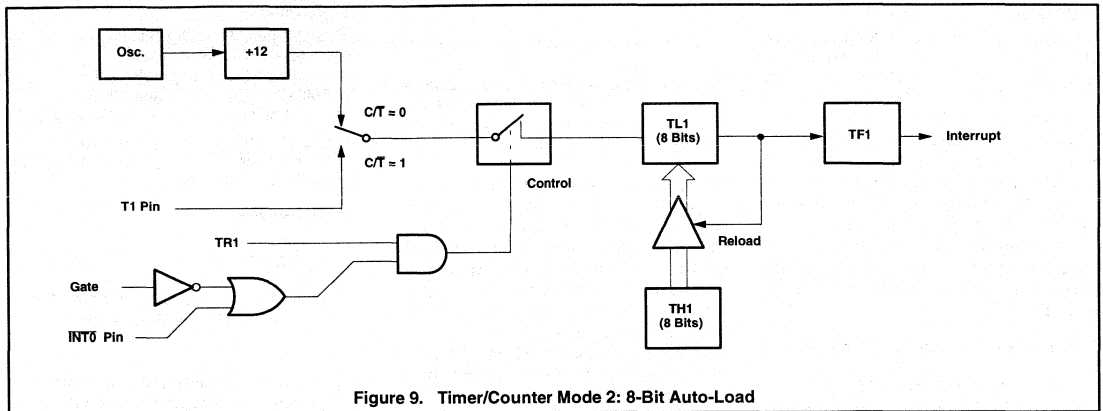 Osc.
+12
C/T̅ = 0
C/T̅ = 1
T1 Pin
Control
TL1
(8 Bits)
TF1
Interrupt
TR1
Reload
Gate
I̅N̅T̅0̅ Pin
TH1
(8 Bits)
Figure 9. Timer/Counter Mode 2: 8-Bit Auto-Load